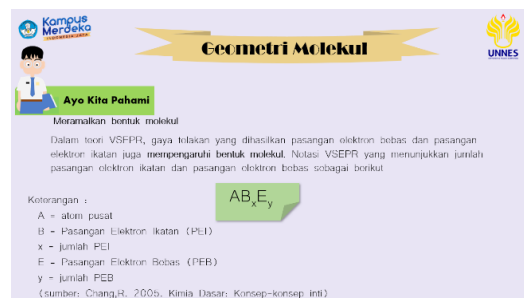 Kampus
Merdeka
INDONESIA JAYA
Geometri Molekul
UNNES
Ayo Kita Pahami
Meramalkan bentuk molekul
Dalam teori VSEPR, gaya tolakan yang dihasilkan pasangan elektron bebas dan pasangan
elektron ikatan juga mempengaruhi bentuk molekul. Notasi VSEPR yang menunjukkan jumlah
pasangan elektron ikatan dan pasangan elektron bebas sebagai berikut
ABxEy
Keterangan :
A = atom pusat
B = Pasangan Elektron Ikatan (PEI)
x = jumlah PEI
E = Pasangan Elektron Bebas (PEB)
y = jumlah PEB
(sumber: Chang,R. 2005. Kimia Dasar: Konsep-konsep inti)